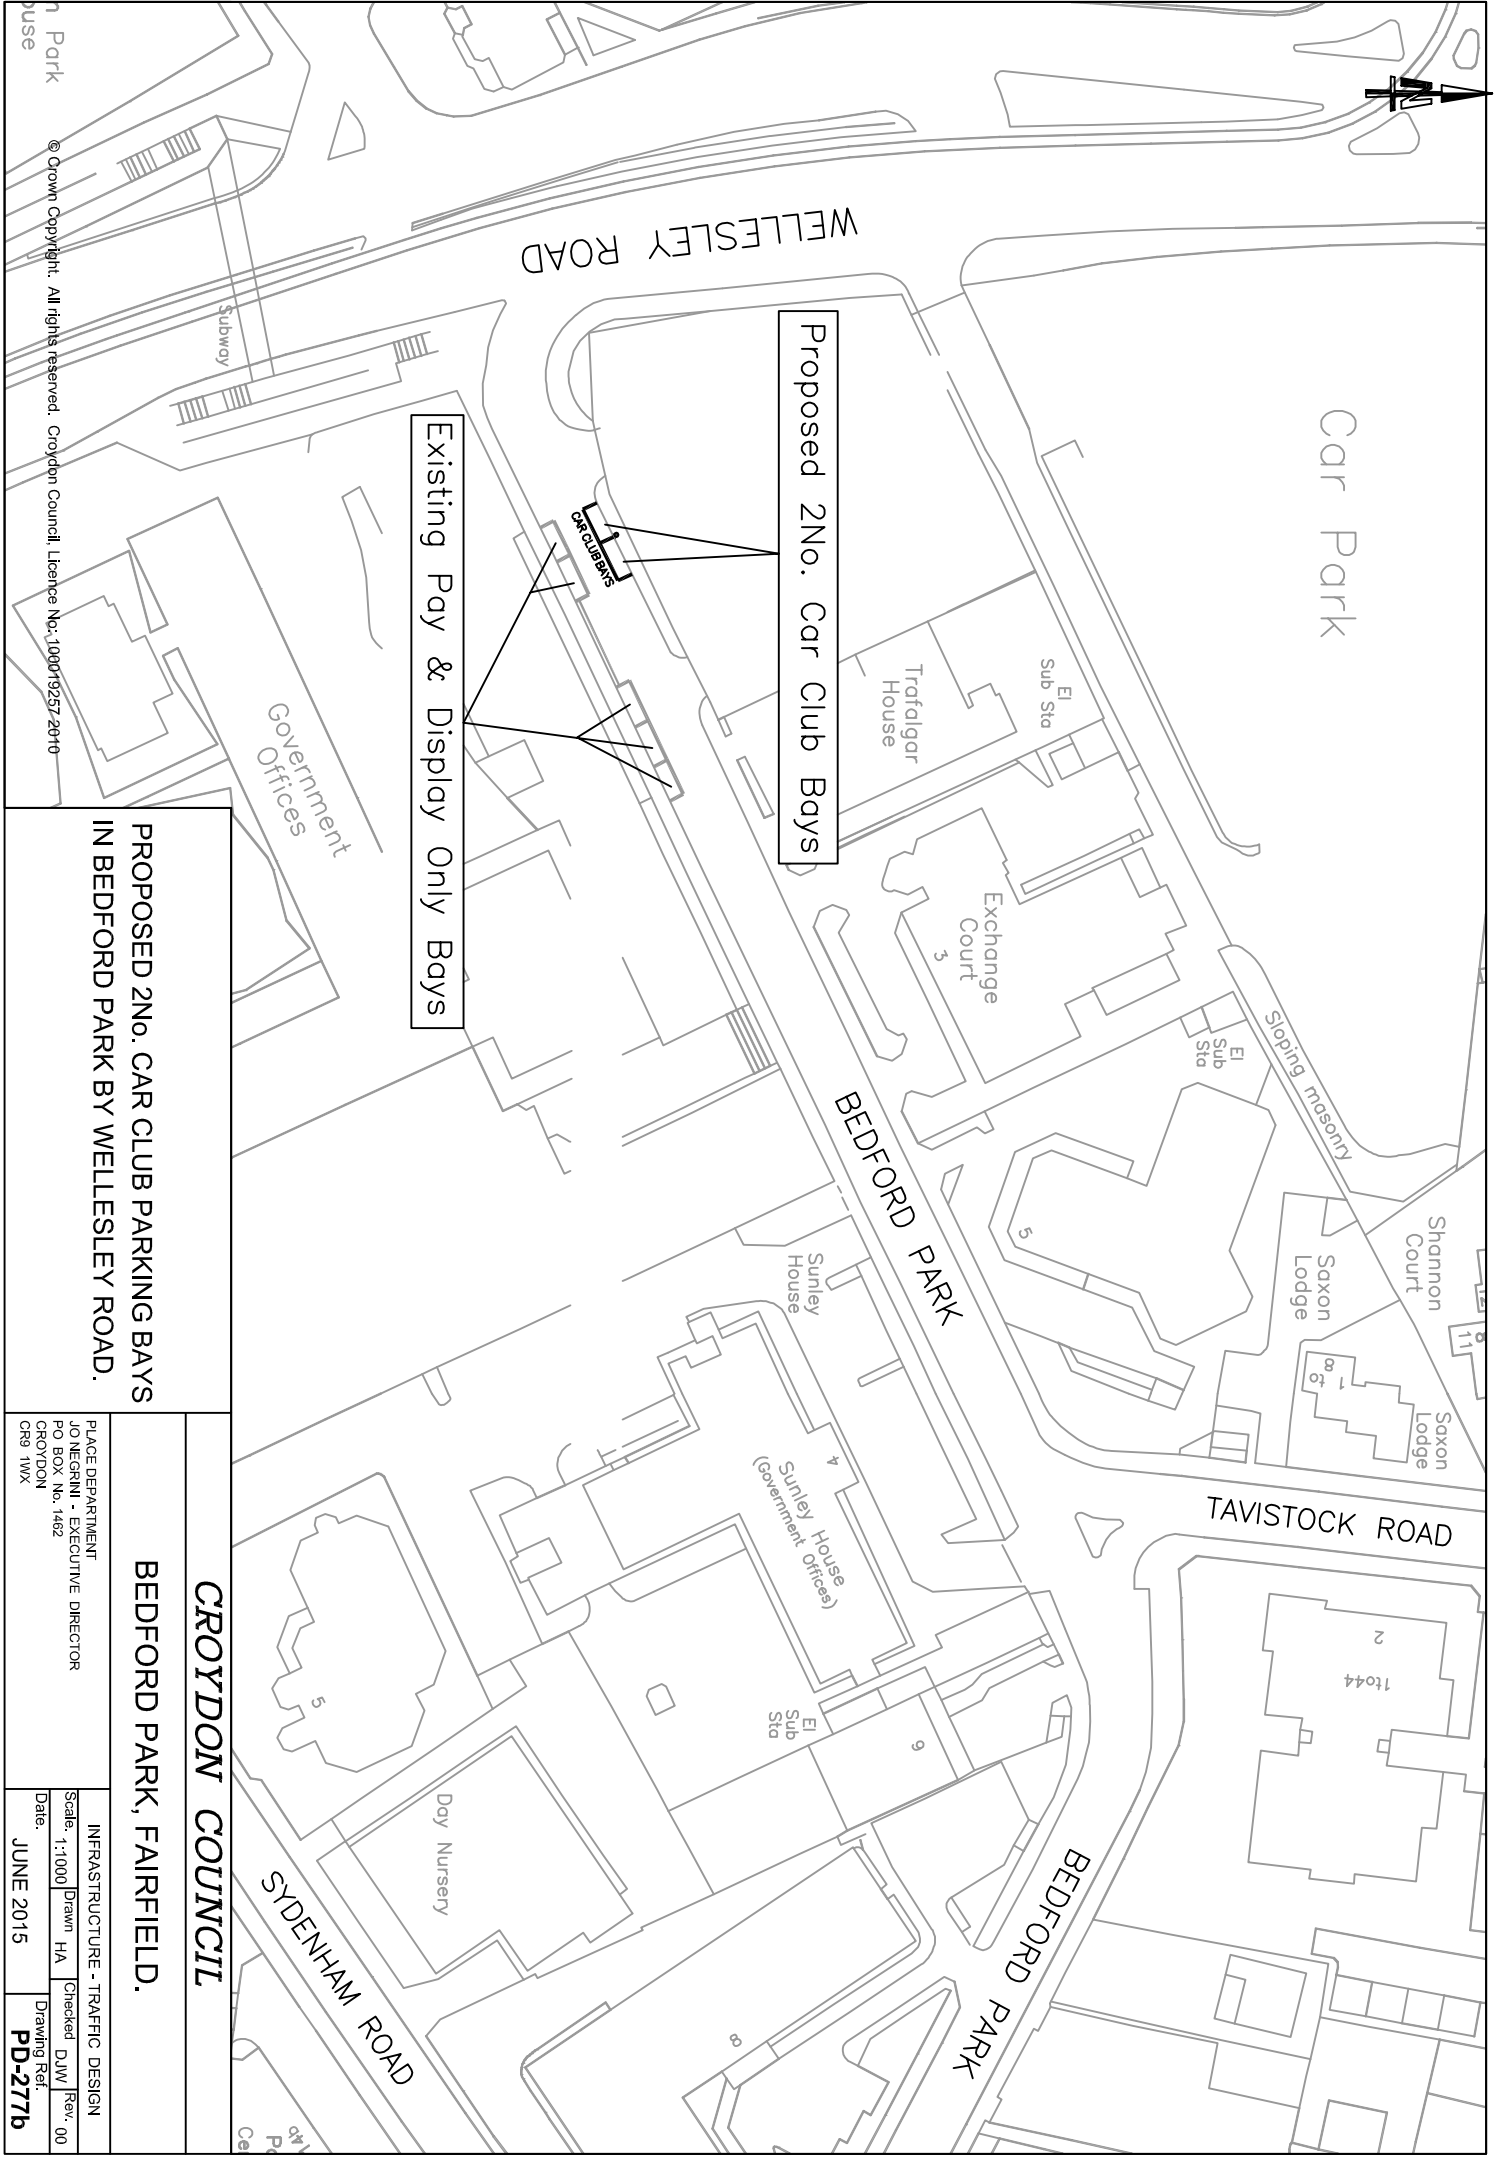 N
WELLESLEY ROAD
Car Park
Proposed 2No. Car Club Bays
CAR CLUB BAYS
Existing Pay & Display Only Bays
Subway
Government
Offices
Trafalgar
House
El
Sub Sta
Exchange
Court
3
El
Sub
Sta
Sloping masonry
BEDFORD PARK
5
Shannon
Court
Saxon
Lodge
1
to
8
Saxon
Lodge
12
8
11
Sunley
House
4
Sunley House
(Government Offices)
TAVISTOCK ROAD
2
1to44
El
Sub
Sta
9
5
Day Nursery
BEDFORD PARK
SYDENHAM ROAD
8
n Park
ouse
© Crown Copyright. All rights reserved. Croydon Council, Licence No: 100019257 2010
PROPOSED 2No. CAR CLUB PARKING BAYS
IN BEDFORD PARK BY WELLESLEY ROAD.
CROYDON COUNCIL
BEDFORD PARK, FAIRFIELD.
PLACE DEPARTMENT
JO NEGRINI - EXECUTIVE DIRECTOR
PO BOX No. 1462
CROYDON
CR9 1WX
INFRASTRUCTURE - TRAFFIC DESIGN
Scale. 1:1000 Drawn HA Checked DJW Rev. 00
Date. JUNE 2015
Drawing Ref.
PD-277b